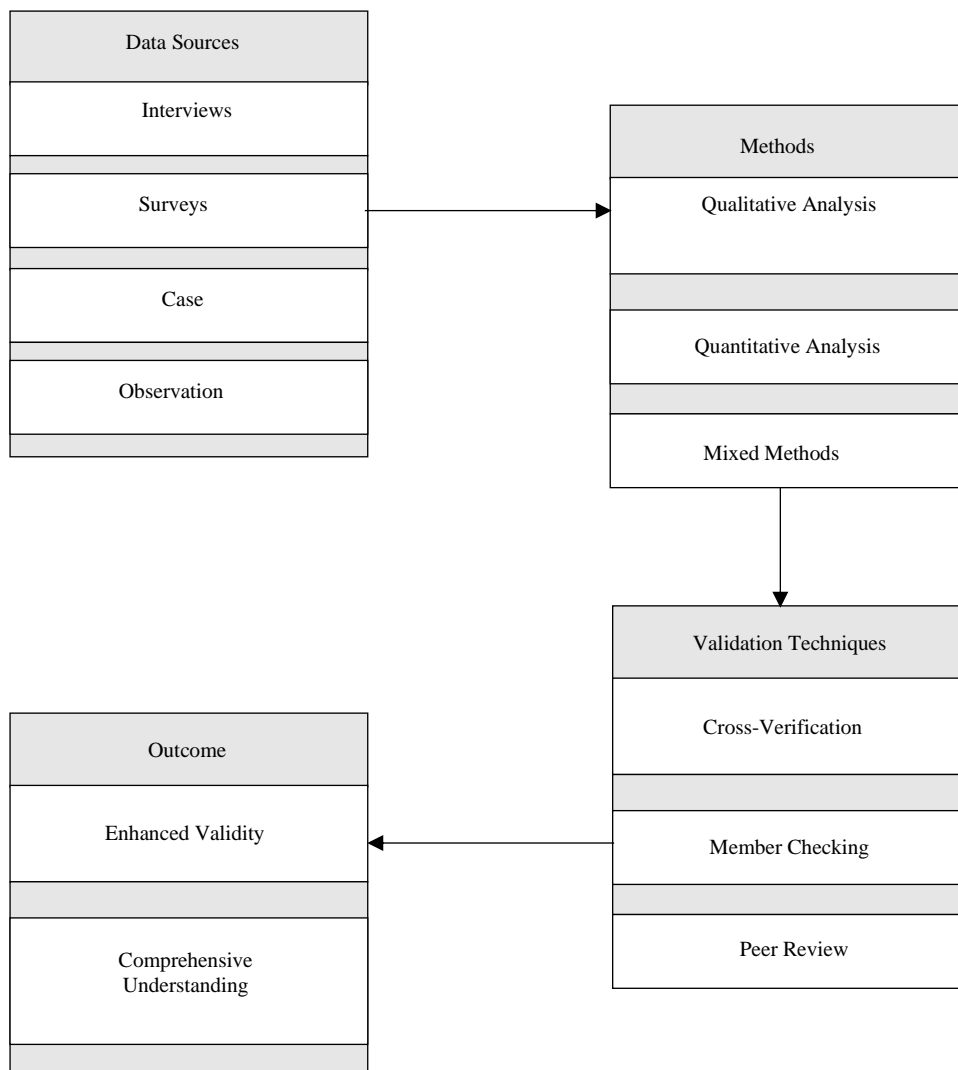 Data Sources
Interviews
Surveys
Case
Observation
Methods
Qualitative Analysis
Quantitative Analysis
Mixed Methods
Validation Techniques
Cross-Verification
Member Checking
Peer Review
Outcome
Enhanced Validity
Comprehensive
Understanding